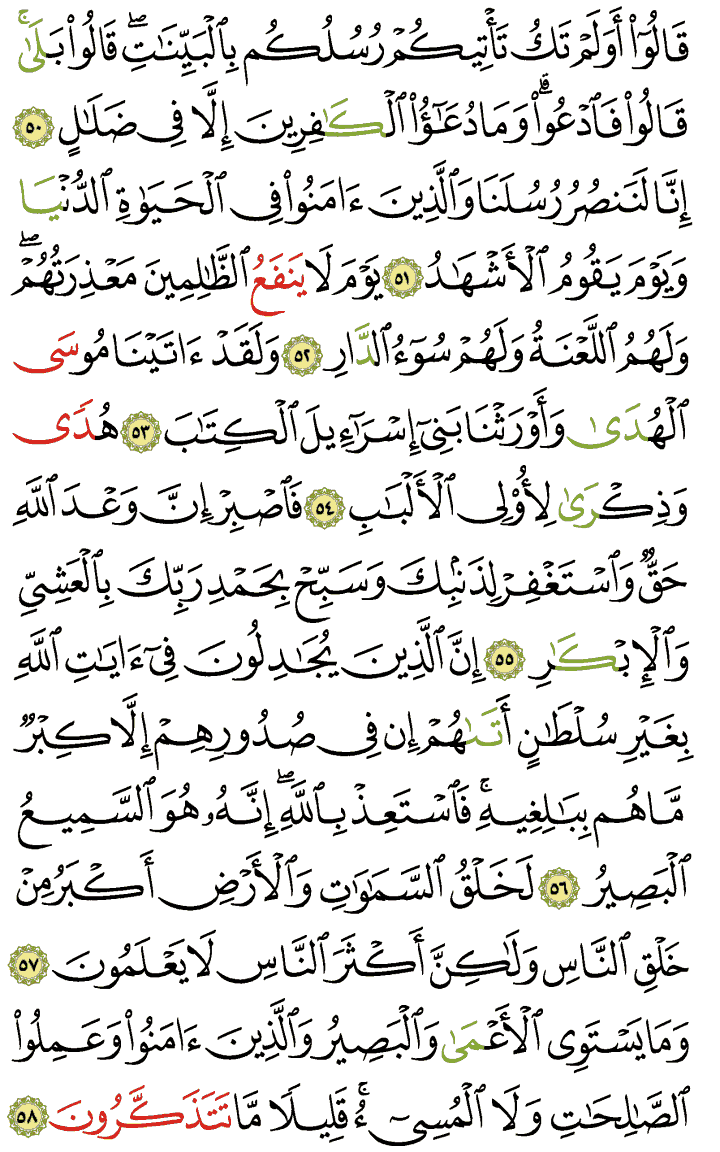 قَالُوٓا۟ أَوَلَمْ تَكُ تَأْتِيكُمْ رُسُلُكُم بِٱلْبَيِّنَـٰتِ ۖ قَالُوا۟ بَلَىٰ ۚ
قَالُوا۟ فَٱدْعُوا۟ ۗ وَمَا دُعَـٰٓؤُا۟ ٱلْكَـٰفِرِينَ إِلَّا فِى ضَلَـٰلٍ ٥٠
إِنَّا لَنَنصُرُ رُسُلَنَا وَٱلَّذِينَ ءَامَنُوا۟ فِى ٱلْحَيَوٰةِ ٱلدُّنْيَا
وَيَوْمَ يَقُومُ ٱلْأَشْهَـٰدُ ٥١ يَوْمَ لَا يَنفَعُ ٱلظَّـٰلِمِينَ مَعْذِرَتُهُمْ ۖ
وَلَهُمُ ٱللَّعْنَةُ وَلَهُمْ سُوٓءُ ٱلدَّارِ ٥٢ وَلَقَدْ ءَاتَيْنَا مُوسَى
ٱلْهُدَىٰ وَأَوْرَثْنَا بَنِىٓ إِسْرَٰٓءِيلَ ٱلْكِتَـٰبَ ٥٣ هُدًى
وَذِكْرَىٰ لِأُو۟لِى ٱلْأَلْبَـٰبِ ٥٤ فَٱصْبِرْ إِنَّ وَعْدَ ٱللَّهِ
حَقٌّ وَٱسْتَغْفِرْ لِذَنۢبِكَ وَسَبِّحْ بِحَمْدِ رَبِّكَ بِٱلْعَشِىِّ
وَٱلْإِبْكَـٰرِ ٥٥ إِنَّ ٱلَّذِينَ يُجَـٰدِلُونَ فِىٓ ءَايَـٰتِ ٱللَّهِ
بِغَيْرِ سُلْطَـٰنٍ أَتَىٰهُمْ إِن فِى صُدُورِهِمْ إِلَّا كِبْرٌ
مَّا هُم بِبَـٰلِغِيهِ ۚ فَٱسْتَعِذْ بِٱللَّهِ ۖ إِنَّهُۥ هُوَ ٱلسَّمِيعُ
ٱلْبَصِيرُ ٥٦ لَخَلْقُ ٱلسَّمَـٰوَٰتِ وَٱلْأَرْضِ أَكْبَرُ مِنْ
خَلْقِ ٱلنَّاسِ وَلَـٰكِنَّ أَكْثَرَ ٱلنَّاسِ لَا يَعْلَمُونَ ٥٧
وَمَا يَسْتَوِى ٱلْأَعْمَىٰ وَٱلْبَصِيرُ وَٱلَّذِينَ ءَامَنُوا۟ وَعَمِلُوا۟
ٱلصَّـٰلِحَـٰتِ وَلَا ٱلْمُسِىٓءُ ۚ قَلِيلًا مَّا تَتَذَكَّرُونَ ٥٨